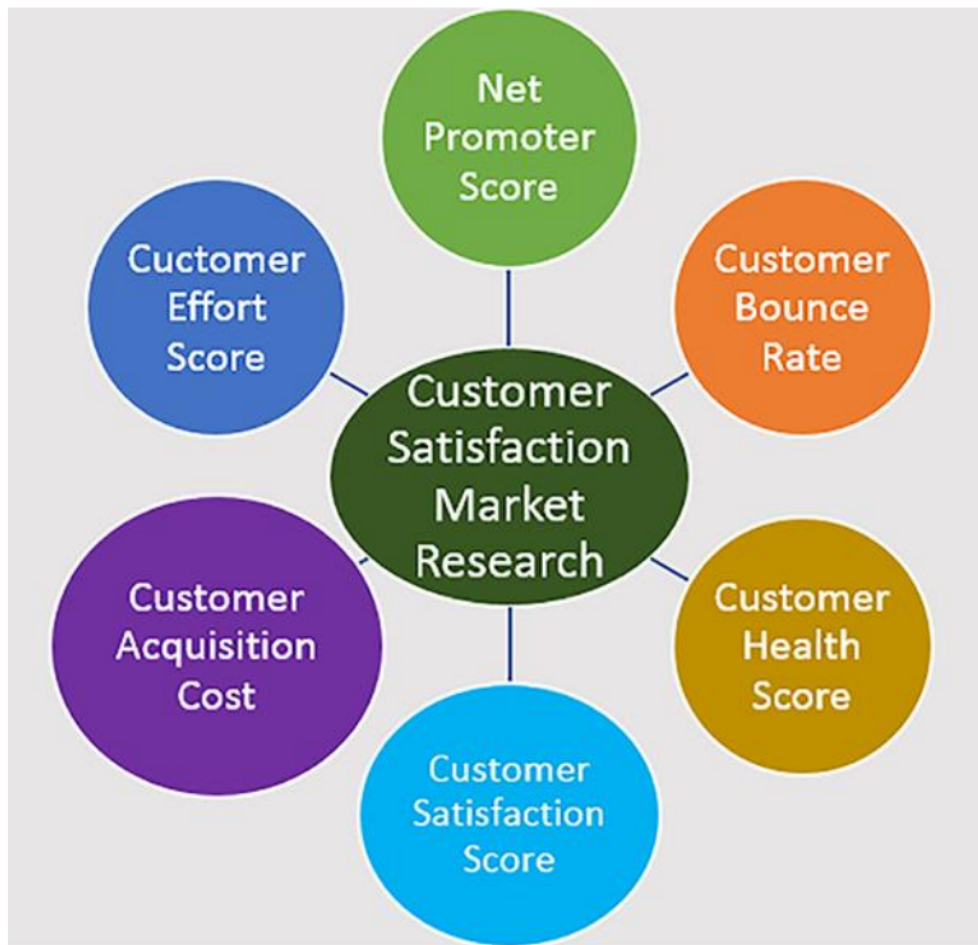 Net
Promoter
Score
Cuctomer
Effort
Score
Customer
Bounce
Rate
Customer
Satisfaction
Market
Research
Customer
Acquisition
Cost
Customer
Health
Score
Customer
Satisfaction
Score